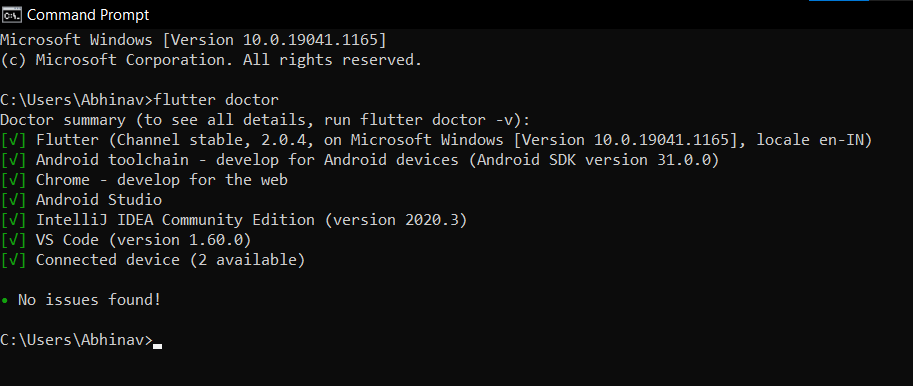 Command Prompt
Microsoft Windows [Version 10.0.19041.1165]
(c) Microsoft Corporation. All rights reserved.
C:\Users\Abhinav>flutter doctor
Doctor summary (to see all details, run flutter doctor -v):
[√] Flutter (Channel stable, 2.0.4, on Microsoft Windows [Version 10.0.19041.1165], locale en-IN)
[√] Android toolchain - develop for Android devices (Android SDK version 31.0.0)
[√] Chrome - develop for the web
[√] Android Studio
[√] IntelliJ IDEA Community Edition (version 2020.3)
[√] VS Code (version 1.60.0)
[√] Connected device (2 available)
• No issues found!
C:\Users\Abhinav>